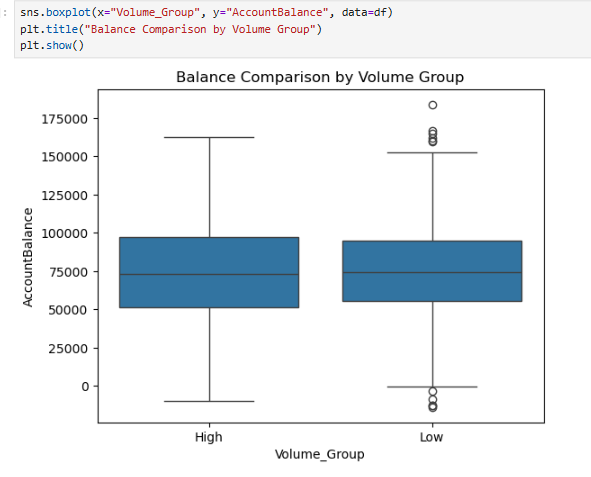 : sns.boxplot(x="Volume_Group", y="AccountBalance", data=df)
plt.title("Balance Comparison by Volume Group")
plt.show()
Balance Comparison by Volume Group
175000
150000
125000
100000
75000
50000
25000
0
AccountBalance
High Low
Volume_Group